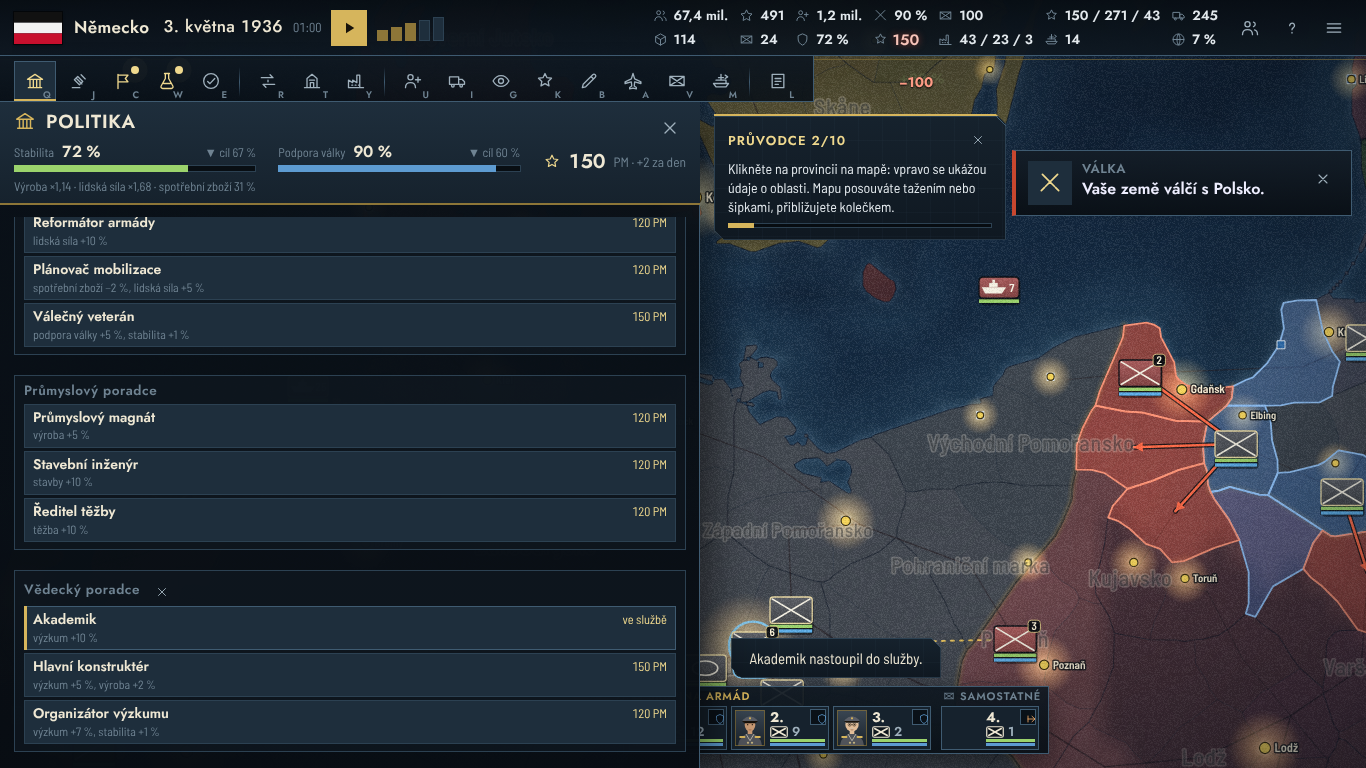 Německo 3. května 1936 01:00
67,4 mil. 491 1,2 mil. 90 % 100 150 / 271 / 43 245
114 24 72 % 150 43 / 23 / 3 14 7 %
Q J C W E R T Y U I G K B A V M L
−100
Skåne
POLITIKA
Stabilita 72 % ▼ cíl 67 %
Podpora války 90 % ▼ cíl 60 %
150 PM · +2 za den
Výroba ×1,14 · lidská síla ×1,68 · spotřební zboží 31 %
Reformátor armády 120 PM
lidská síla +10 %
Plánovač mobilizace 120 PM
spotřební zboží −2 %, lidská síla +5 %
Válečný veterán 150 PM
podpora války +5 %, stabilita +1 %
Průmyslový poradce
Průmyslový magnát 120 PM
výroba +5 %
Stavební inženýr 120 PM
stavby +10 %
Ředitel těžby 120 PM
těžba +10 %
Vědecký poradce
Akademik ve službě
výzkum +10 %
Hlavní konstruktér 150 PM
výzkum +5 %, výroba +2 %
Organizátor výzkumu 120 PM
výzkum +7 %, stabilita +1 %
PRŮVODCE 2/10
Klikněte na provincii na mapě: vpravo se ukážou
údaje o oblasti. Mapu posouváte tažením nebo
šipkami, přibližujete kolečkem.
VÁLKA
Vaše země válčí s Polsko.
7
2
Gdaňsk
Elbing
Východní Pomořansko
Západní Pomořansko
Pohraniční marka
Kujavsko
Toruň
6
3
Poznaň
Akademik nastoupil do služby.
ARMÁD
SAMOSTATNÉ
2
2. 9
3. 2
4. 1
Lodž
Lodž